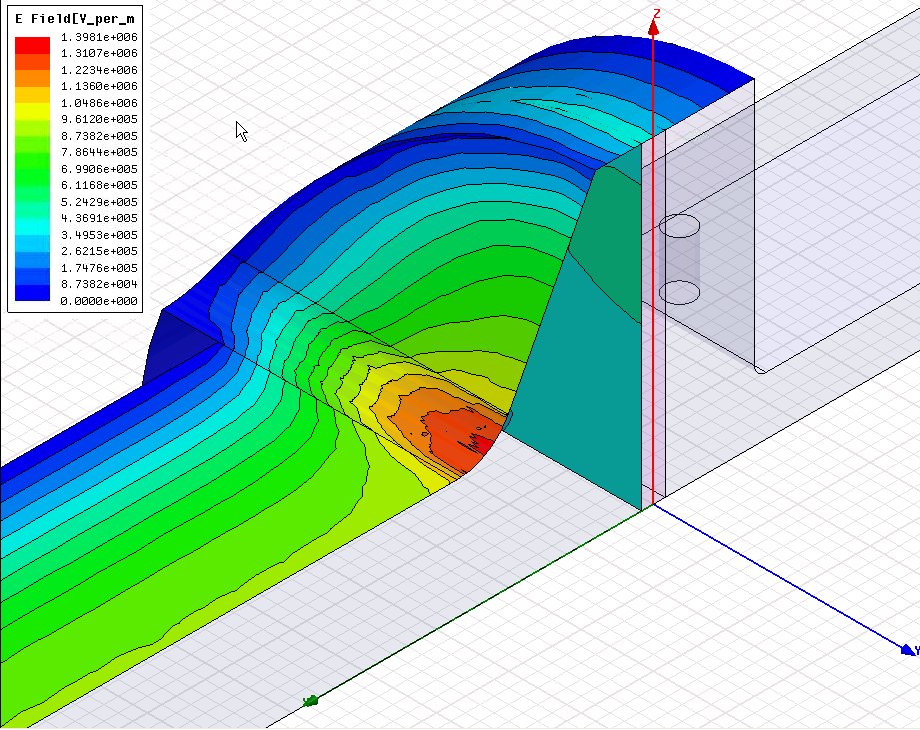 E Field[V_per_m
1.3981e+006
1.3107e+006
1.2234e+006
1.1360e+006
1.0486e+006
9.6120e+005
8.7382e+005
7.8644e+005
6.9906e+005
6.1168e+005
5.2429e+005
4.3691e+005
3.4953e+005
2.6215e+005
1.7476e+005
8.7382e+004
0.0000e+000
Z
Y